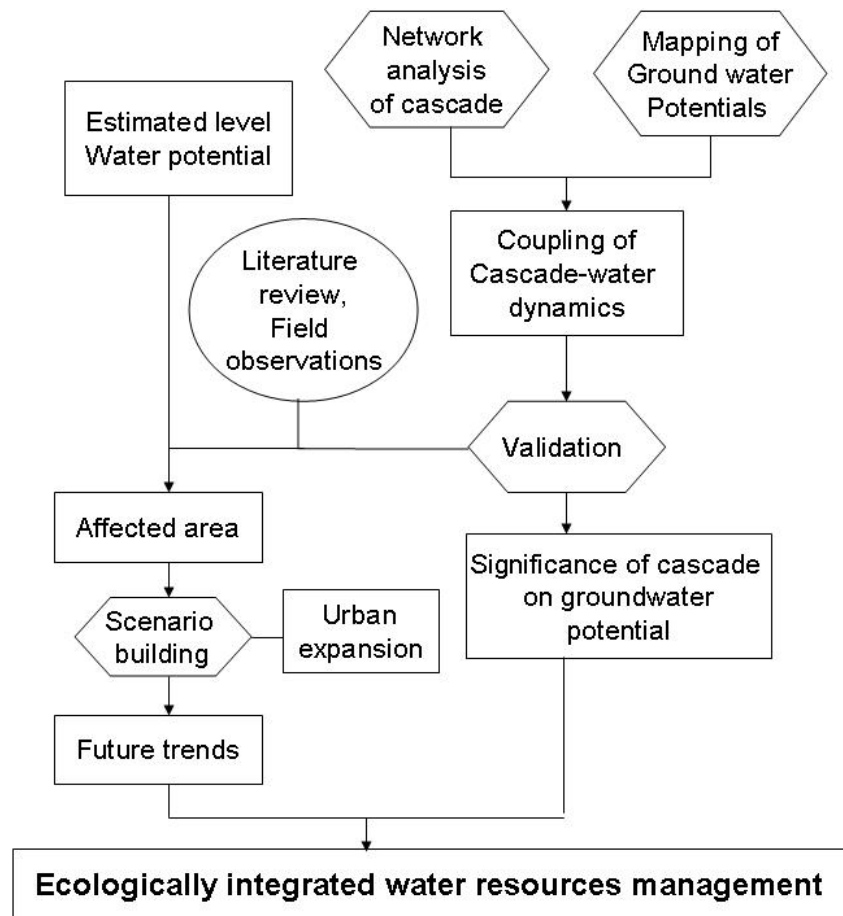 Network
analysis
of cascade
Mapping of
Ground water
Potentials
Estimated level
Water potential
Literature
review,
Field
observations
Coupling of
Cascade-water
dynamics
Validation
Affected area
Significance of cascade
on groundwater
potential
Scenario
building
Urban
expansion
Future trends
Ecologically integrated water resources management